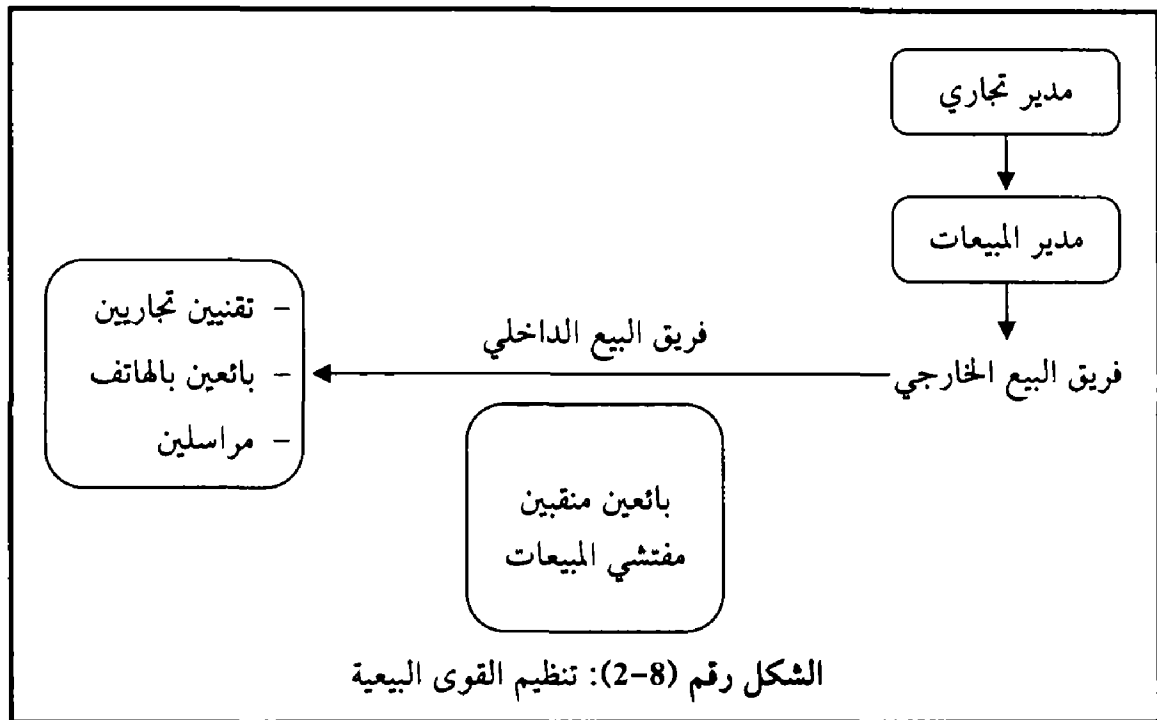 مدير تجاري
مدير المبيعات
فريق البيع الخارجي
فريق البيع الداخلي
- تقنيين تجاريين
- بائعين بالهاتف
- مراسلين
بائعين منقبين
مفتشي المبيعات
الشكل رقم (8-2): تنظيم القوى البيعية